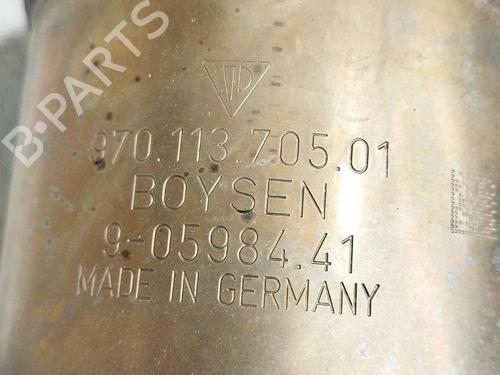 B-PARTS
970.113.705.01
BOYSEN
9-05984.41
MADE IN GERMANY